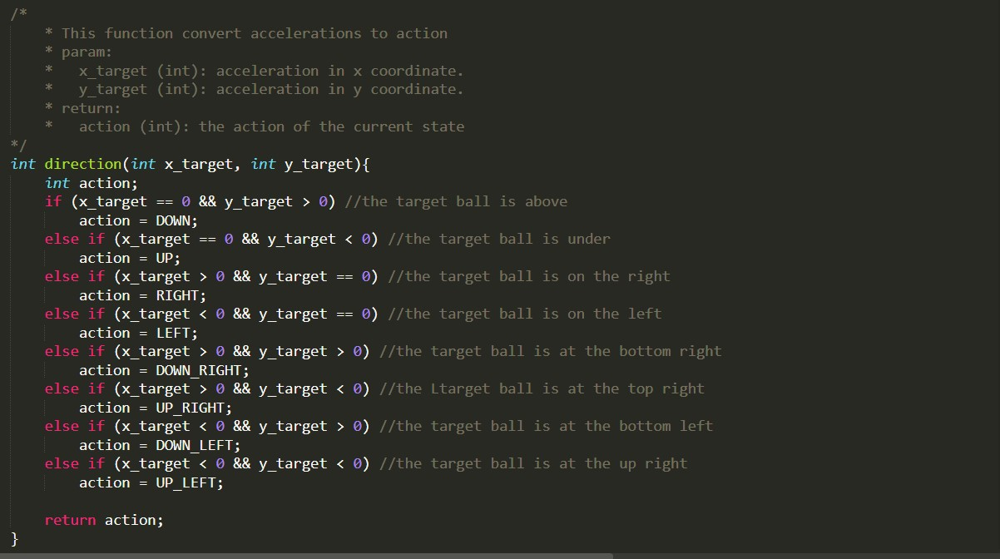 /*
    * This function convert accelerations to action
    * param:
    *   x_target (int): acceleration in x coordinate.
    *   y_target (int): acceleration in y coordinate.
    * return:
    *   action (int): the action of the current state
*/
int direction(int x_target, int y_target){
    int action;
    if (x_target == 0 && y_target > 0) //the target ball is above
        action = DOWN;
    else if (x_target == 0 && y_target < 0) //the target ball is under
        action = UP;
    else if (x_target > 0 && y_target == 0) //the target ball is on the right
        action = RIGHT;
    else if (x_target < 0 && y_target == 0) //the target ball is on the left
        action = LEFT;
    else if (x_target > 0 && y_target > 0) //the target ball is at the bottom right
        action = DOWN_RIGHT;
    else if (x_target > 0 && y_target < 0) //the Ltarget ball is at the top right
        action = UP_RIGHT;
    else if (x_target < 0 && y_target > 0) //the target ball is at the bottom left
        action = DOWN_LEFT;
    else if (x_target < 0 && y_target < 0) //the target ball is at the up right
        action = UP_LEFT;

    return action;
}